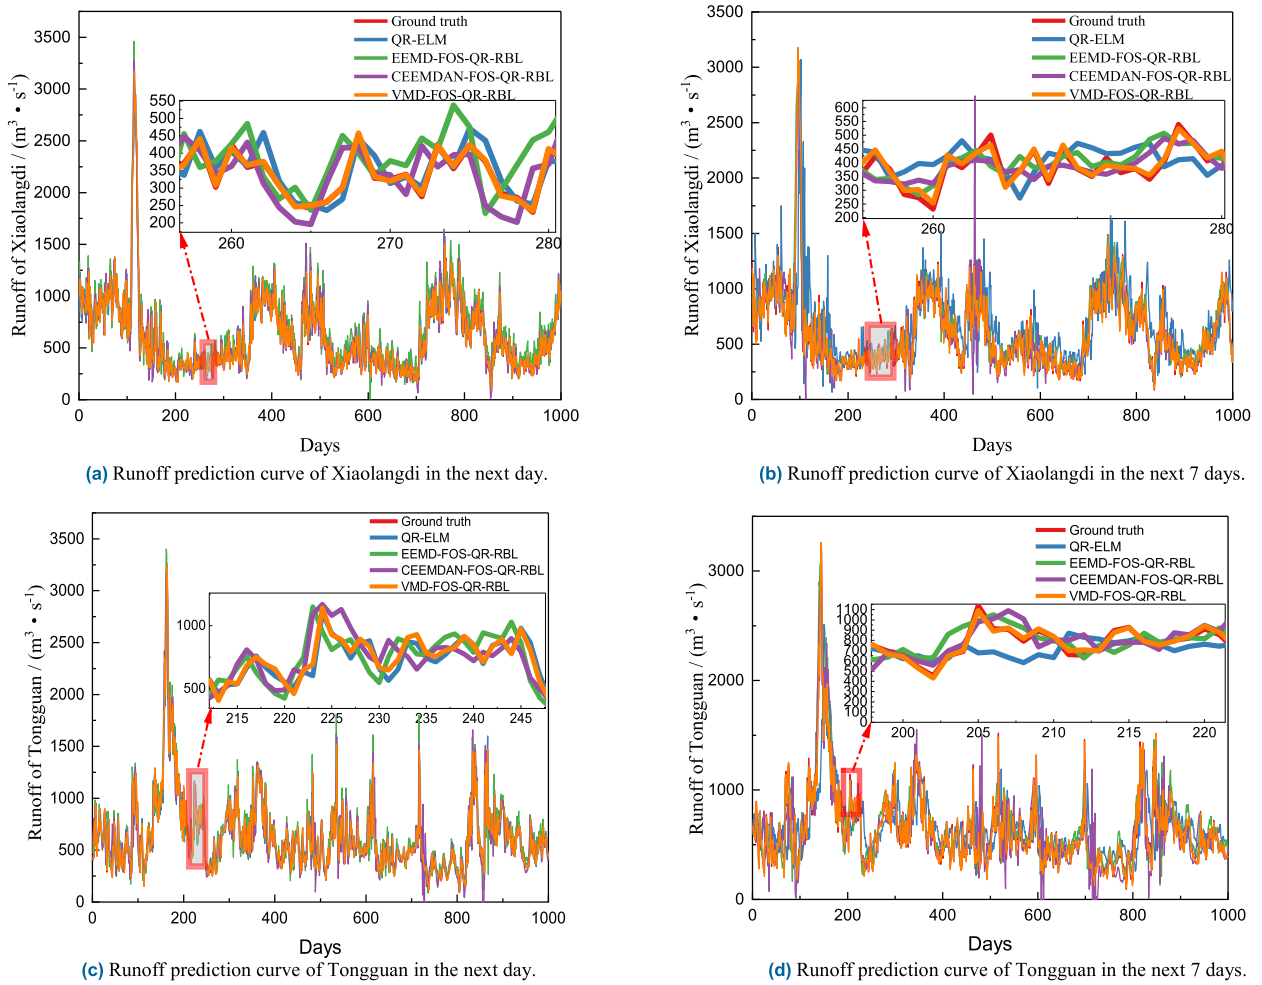 Ground truth
QR-ELM
EEMD-FOS-QR-RBL
CEEMDAN-FOS-QR-RBL
VMD-FOS-QR-RBL
Runoff of Xiaolangdi / (m³ • s⁻¹)
3500
3000
2500
2000
1500
1000
500
0
550
500
450
400
350
300
250
200
260 270 280
0 200 400 600 800 1000
Days
(a) Runoff prediction curve of Xiaolangdi in the next day.
Ground truth
QR-ELM
EEMD-FOS-QR-RBL
CEEMDAN-FOS-QR-RBL
VMD-FOS-QR-RBL
Runoff of Xiaolangdi / (m³ • s⁻¹)
3500
3000
2500
2000
1500
1000
500
0
600
550
500
450
400
350
300
250
200
260 280
0 200 400 600 800 1000
Days
(b) Runoff prediction curve of Xiaolangdi in the next 7 days.
Ground truth
QR-ELM
EEMD-FOS-QR-RBL
CEEMDAN-FOS-QR-RBL
VMD-FOS-QR-RBL
Runoff of Tongguan / (m³ • s⁻¹)
3500
3000
2500
2000
1500
1000
500
0
1000
500
215 220 225 230 235 240 245
0 200 400 600 800 1000
Days
(c) Runoff prediction curve of Tongguan in the next day.
Ground truth
QR-ELM
EEMD-FOS-QR-RBL
CEEMDAN-FOS-QR-RBL
VMD-FOS-QR-RBL
Runoff of Tongguan / (m³ • s⁻¹)
3000
2500
2000
1500
1000
500
0
1100
1000
900
800
700
600
500
400
300
200
100
0
200 205 210 215 220
0 200 400 600 800 1000
Days
(d) Runoff prediction curve of Tongguan in the next 7 days.